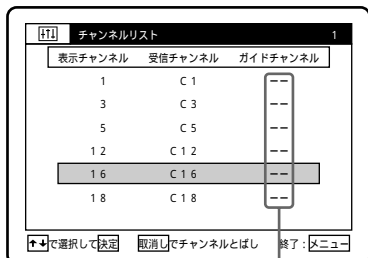 チャンネルリスト 1
表示チャンネル 受信チャンネル ガイドチャンネル
1 C1 --
3 C3 --
5 C5 --
12 C12 --
16 C16 --
18 C18 --
↑↓で選択して決定 取消しでチャンネルとばし 終了:メニュー